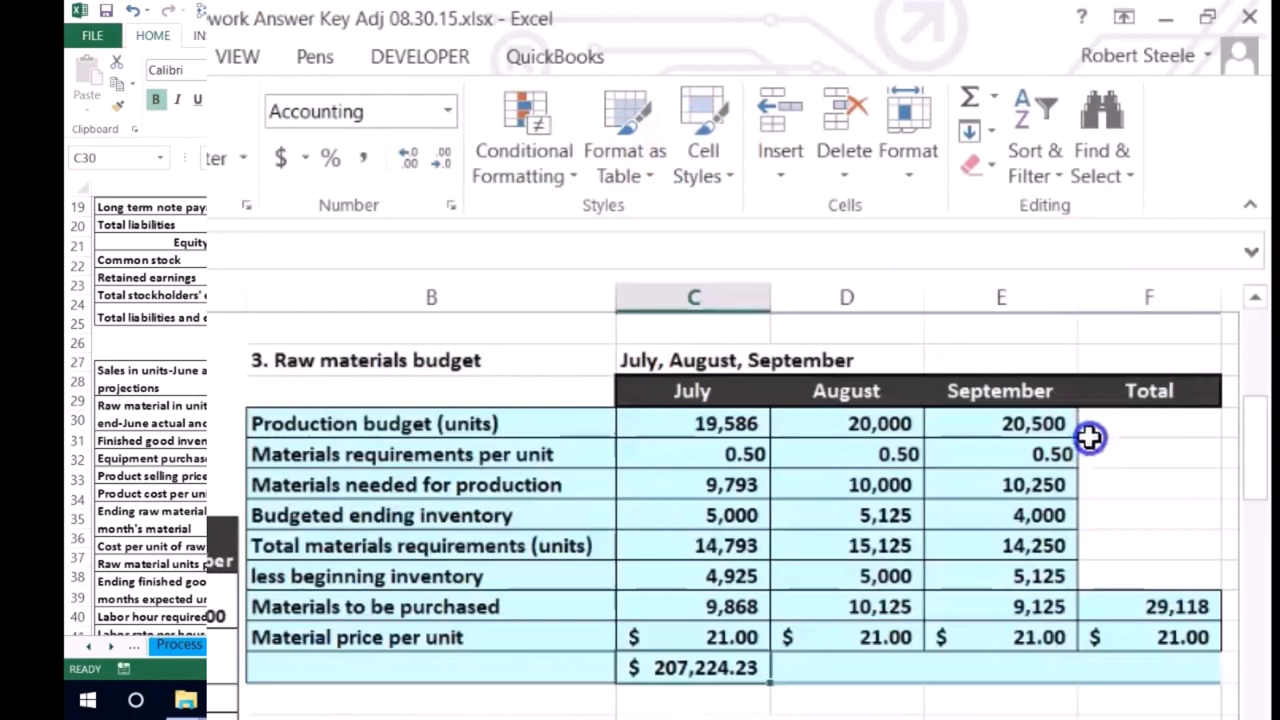 work Answer Key Adj 08.30.15.xlsx - Excel
FILE HOME IN
VIEW Pens DEVELOPER QuickBooks
Robert Steele
Paste
Calibri
B I U
Clipboard
Accounting
$ % ,
Number
Conditional Formatting
Format as Table
Cell Styles
Styles
Insert Delete Format
Cells
Sort & Filter
Find & Select
Editing
C30
ter
B C D E F
19 Long term note pay
20 Total liabilities
21 Equity
22 Common stock
23 Retained earnings
24 Total stockholders'
25 Total liabilities and e
26
27 Sales in units-June a
28 projections
29 Raw material in unit
30 end-June actual and
31 Finished good inven
32 Equipment purchas
33 Product selling price
34 Product cost per uni
35 Ending raw material
36 month's material
37 Cost per unit of raw
38 Raw material units p
39 Ending finished goo
40 months expected un
41 Labor hour required
Labor rate per hour
per
00
3. Raw materials budget July, August, September
July August September Total
Production budget (units) 19,586 20,000 20,500
Materials requirements per unit 0.50 0.50 0.50
Materials needed for production 9,793 10,000 10,250
Budgeted ending inventory 5,000 5,125 4,000
Total materials requirements (units) 14,793 15,125 14,250
less beginning inventory 4,925 5,000 5,125
Materials to be purchased 9,868 10,125 9,125 29,118
Material price per unit $ 21.00 $ 21.00 $ 21.00 $ 21.00
$ 207,224.23
... Process
READY